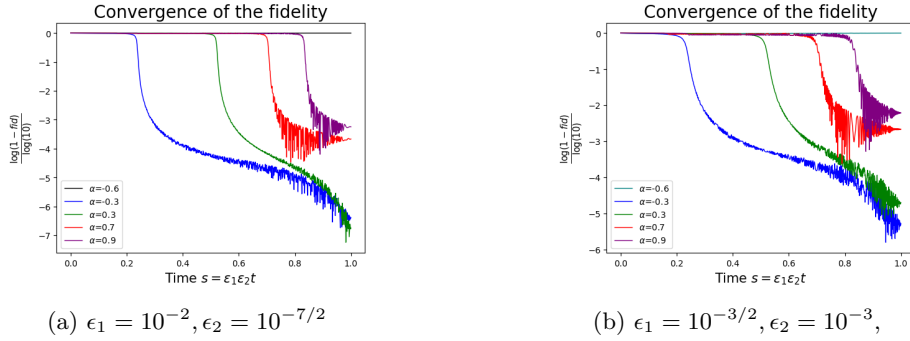 Convergence of the fidelity
0
−1
−2
−3
−4
−5
−6
−7
log(1 − fid)
log(10)
α=-0.6
α=-0.3
α=0.3
α=0.7
α=0.9
0.0 0.2 0.4 0.6 0.8 1.0
Time s = ε₁ε₂t
(a) ϵ₁ = 10⁻², ϵ₂ = 10⁻⁷ᐟ²
Convergence of the fidelity
0
−1
−2
−3
−4
−5
−6
log(1 − fid)
log(10)
α=-0.6
α=-0.3
α=0.3
α=0.7
α=0.9
0.0 0.2 0.4 0.6 0.8 1.0
Time s = ε₁ε₂t
(b) ϵ₁ = 10⁻³ᐟ², ϵ₂ = 10⁻³,